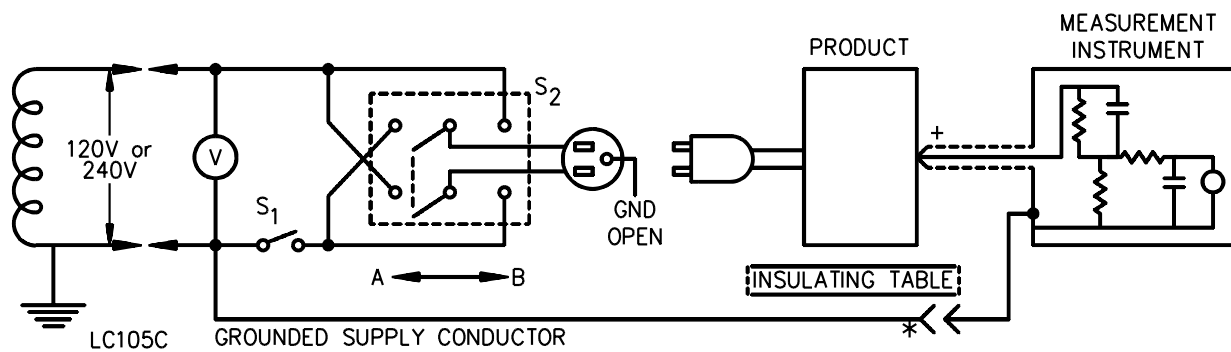 MEASUREMENT
INSTRUMENT
PRODUCT
S2
120V or
240V
V
+
S1
GND
OPEN
A
B
INSULATING TABLE
*
LC105C
GROUNDED SUPPLY CONDUCTOR